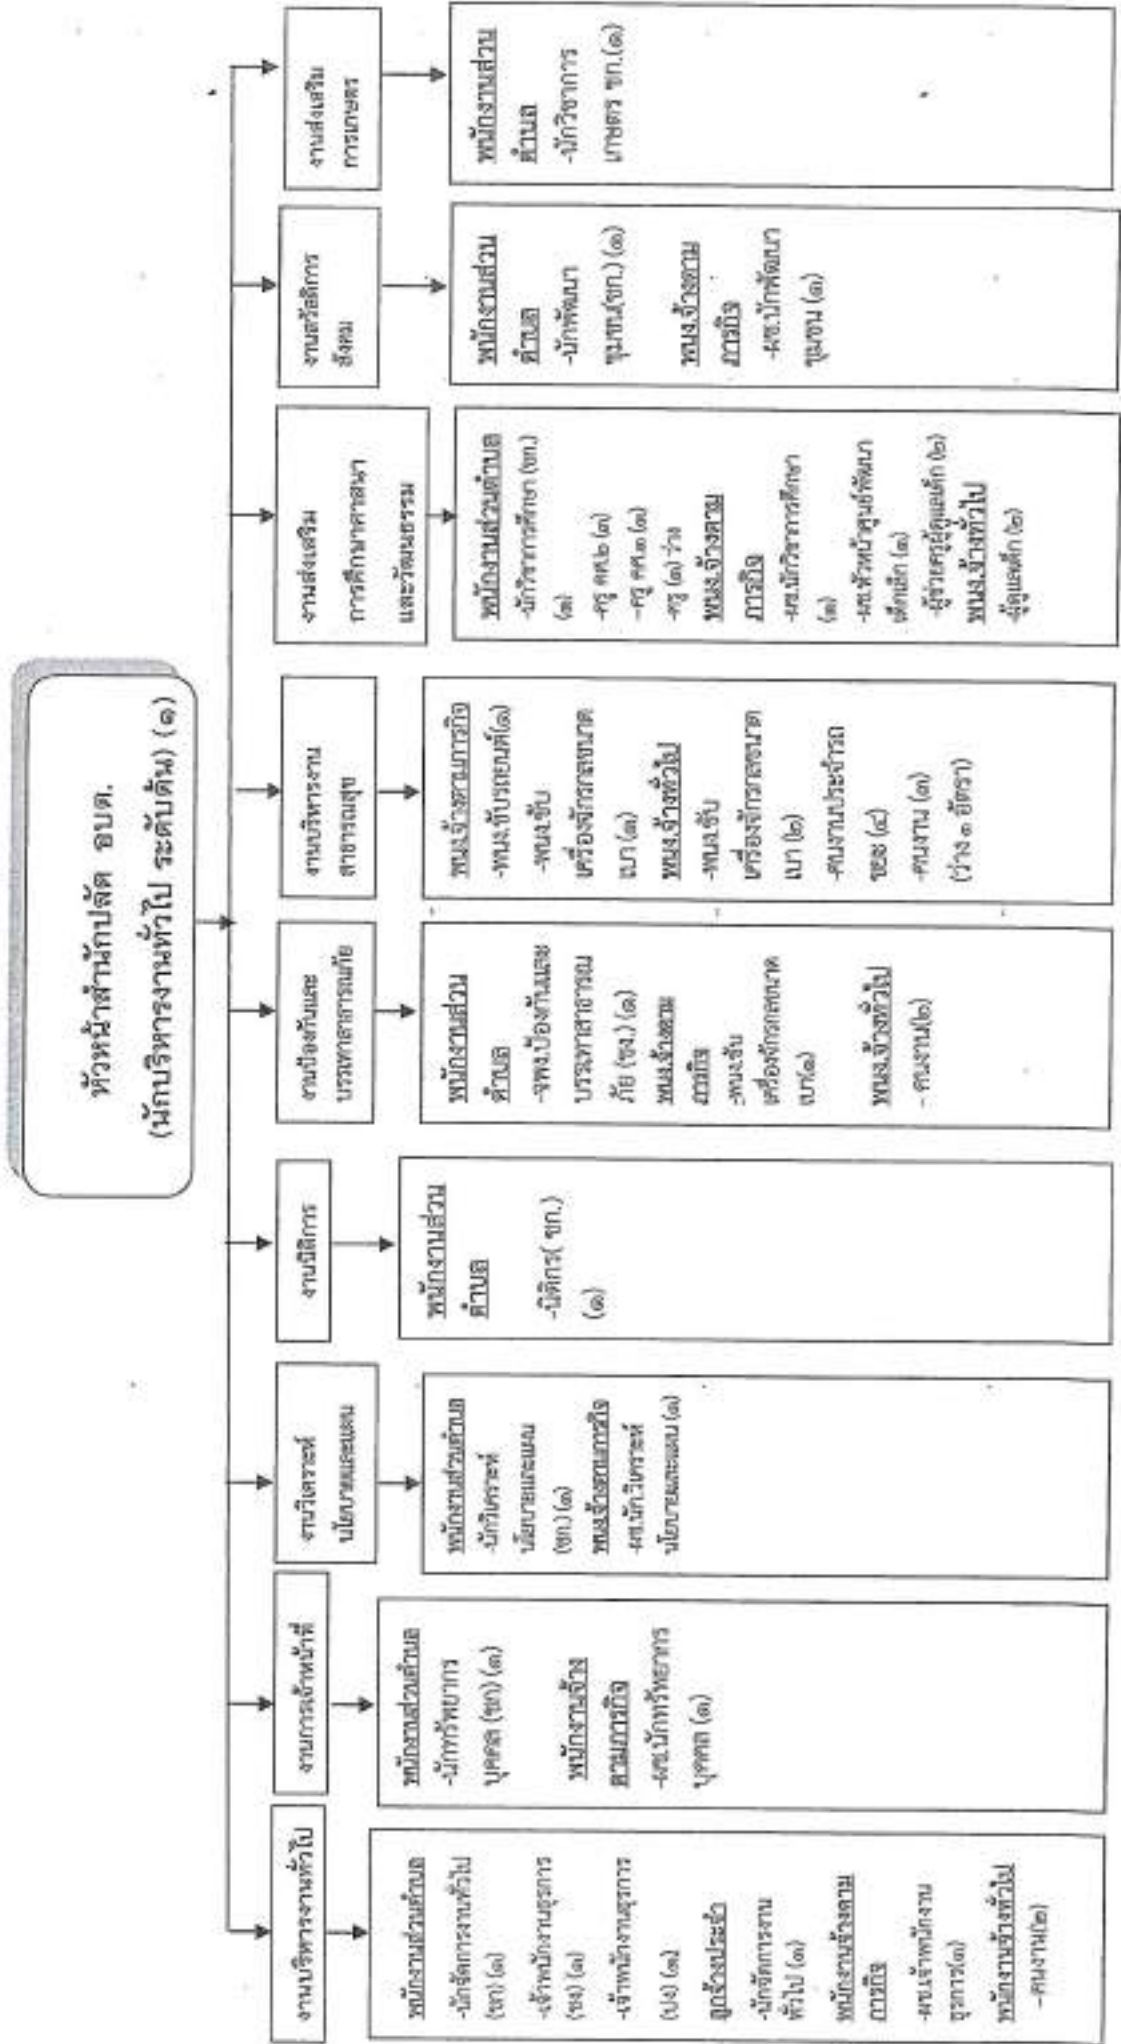 หัวหน้าสำนักปลัด อบต.
(นักบริหารงานทั่วไป ระดับต้น) (๑)
งานบริหารงานทั่วไป
พนักงานส่วนตำบล
-นักจัดการงานทั่วไป
(ชก) (๑)
-เจ้าพนักงานธุรการ
(ชง) (๑)
-เจ้าพนักงานธุรการ
(ปง) (๑)
ลูกจ้างประจำ
-นักจัดการงาน
ทั่วไป (๑)
พนักงานจ้างตาม
ภารกิจ
-ผช.เจ้าพนักงาน
ธุรการ(๑)
พนักงานจ้างทั่วไป
-คนงาน(๒)
งานการเจ้าหน้าที่
พนักงานส่วนตำบล
-นักทรัพยากร
บุคคล (ชก) (๑)
พนักงานจ้าง
ตามภารกิจ
-ผช.นักทรัพยากร
บุคคล (๑)
งานวิเคราะห์
นโยบายและแผน
พนักงานส่วนตำบล
-นักวิเคราะห์
นโยบายและแผน
(ชก.) (๑)
พนง.จ้างตามภารกิจ
-ผช.นักวิเคราะห์
นโยบายและแผน (๑)
งานนิติการ
พนักงานส่วน
ตำบล
-นิติกร( ชก.)
(๑)
งานป้องกันและ
บรรเทาสาธารณภัย
พนักงานส่วน
ตำบล
-จพง.ป้องกันและ
บรรเทาสาธารณ
ภัย (ชง.) (๑)
พนง.จ้างตาม
ภารกิจ
-พนง.ขับ
เครื่องจักรกลขนาด
เบา(๑)
พนง.จ้างทั่วไป
- คนงาน(๒)
งานบริหารงาน
สาธารณสุข
พนง.จ้างตามภารกิจ
-พนง.ขับรถยนต์(๑)
-พนง.ขับ
เครื่องจักรกลขนาด
เบา (๑)
พนง.จ้างทั่วไป
-พนง.ขับ
เครื่องจักรกลขนาด
เบา (๒)
-คนงานประจำรถ
ขยะ (๔)
-คนงาน (๓)
(ว่าง ๑ อัตรา)
งานส่งเสริม
การศึกษาศาสนา
และวัฒนธรรม
พนักงานส่วนตำบล
-นักวิชาการศึกษา (ชก.)
(๑)
-ครู คศ.๒ (๓)
-ครู คศ.๑ (๑)
-ครู (๑) ว่าง
พนง.จ้างตาม
ภารกิจ
-ผช.นักวิชาการศึกษา
(๑)
-ผช.หัวหน้าศูนย์พัฒนา
เด็กเล็ก (๑)
-ผู้ช่วยครูผู้ดูแลเด็ก (๒)
พนง.จ้างทั่วไป
-ผู้ดูแลเด็ก (๒)
งานสวัสดิการ
สังคม
พนักงานส่วน
ตำบล
-นักพัฒนา
ชุมชน(ชก.) (๑)
พนง.จ้างตาม
ภารกิจ
-ผช.นักพัฒนา
ชุมชน (๑)
งานส่งเสริม
การเกษตร
พนักงานส่วน
ตำบล
-นักวิชาการ
เกษตร ชก.(๑)